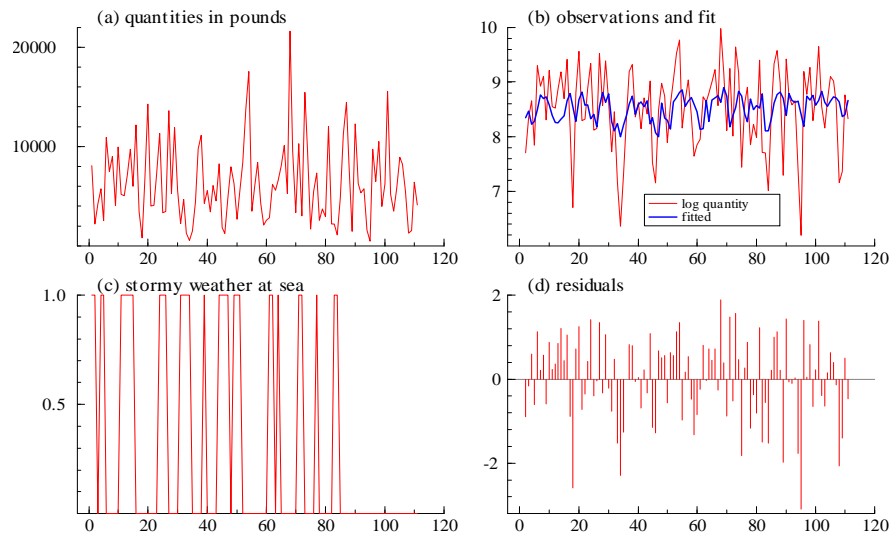 (a) quantities in pounds
20000
10000
0 20 40 60 80 100 120
(b) observations and fit
10
9
8
7
log quantity
fitted
0 20 40 60 80 100 120
(c) stormy weather at sea
1.0
0.5
0 20 40 60 80 100 120
(d) residuals
2
0
-2
0 20 40 60 80 100 120